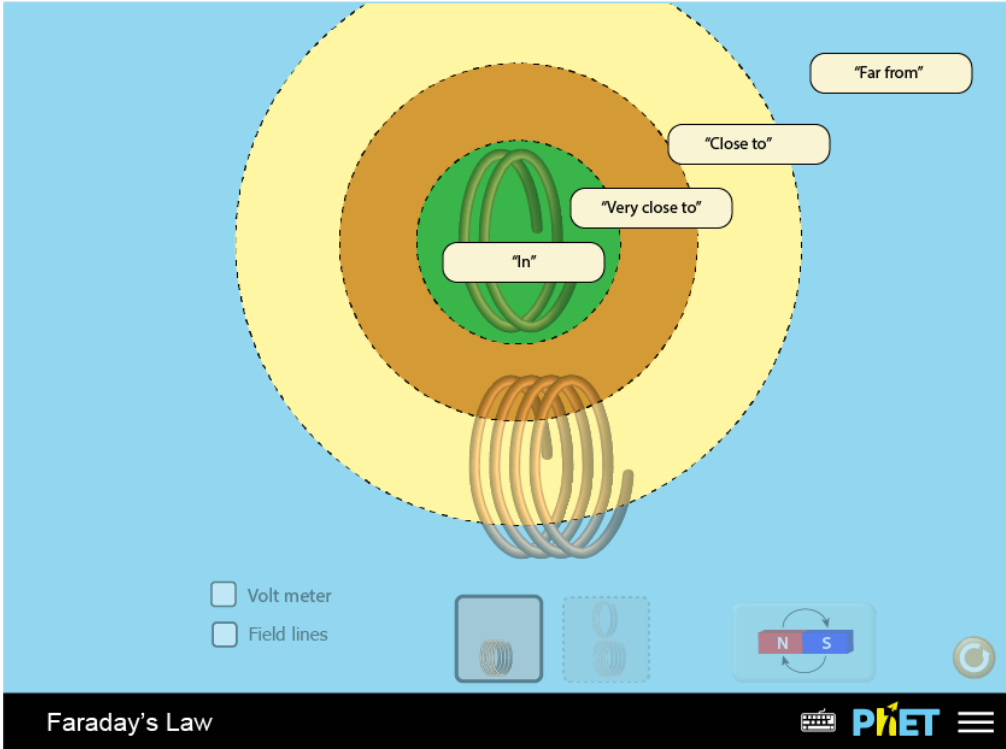 “Far from”
“Close to”
“Very close to”
“In”
Volt meter
Field lines
N S
Faraday’s Law
PhET